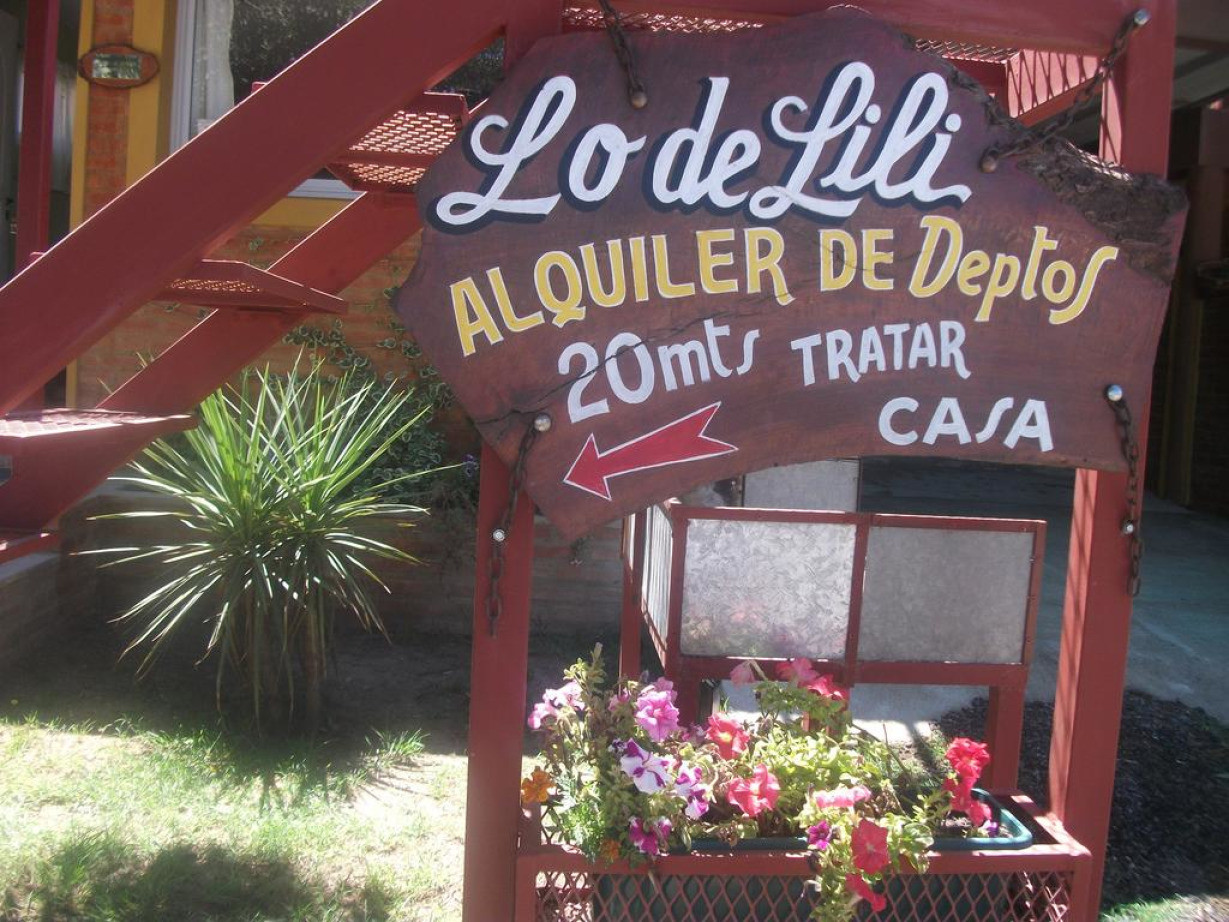 Lo de Lili
ALQUILER DE Deptos
20mts TRATAR
CASA